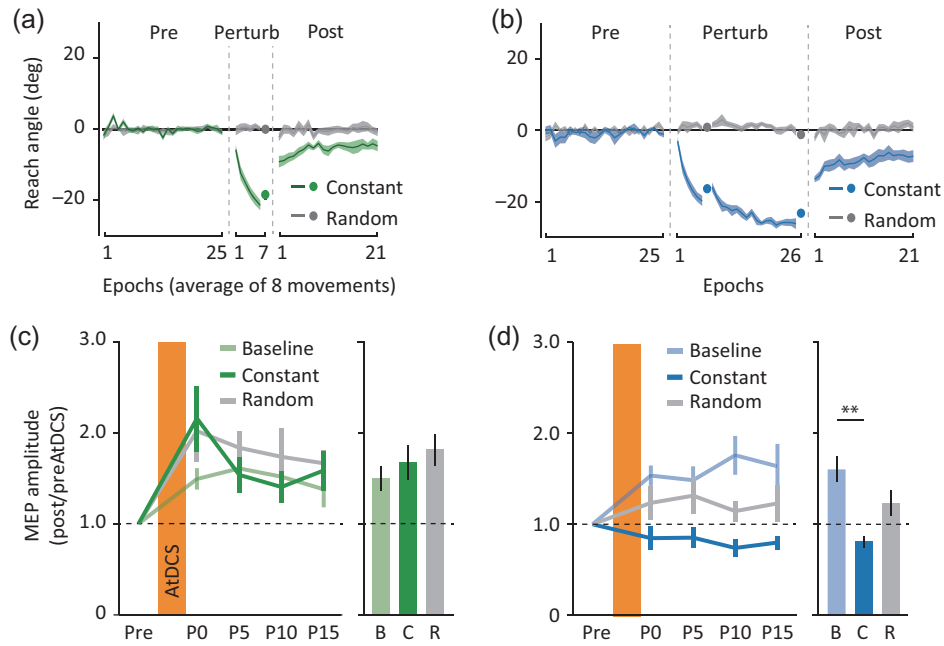 (a)
Pre Perturb Post
20
0
−20
Reach angle (deg)
Constant
Random
1 25 1 7 1 21
Epochs (average of 8 movements)
(b)
Pre Perturb Post
20
0
−20
Constant
Random
1 25 1 26 1 21
Epochs
(c)
3.0
2.0
1.0
0
MEP amplitude
(post/preAtDCS)
Baseline
Constant
Random
AtDCS
Pre P0 P5 P10 P15 B C R
(d)
3.0
2.0
1.0
0
Baseline
Constant
Random
**
Pre P0 P5 P10 P15 B C R